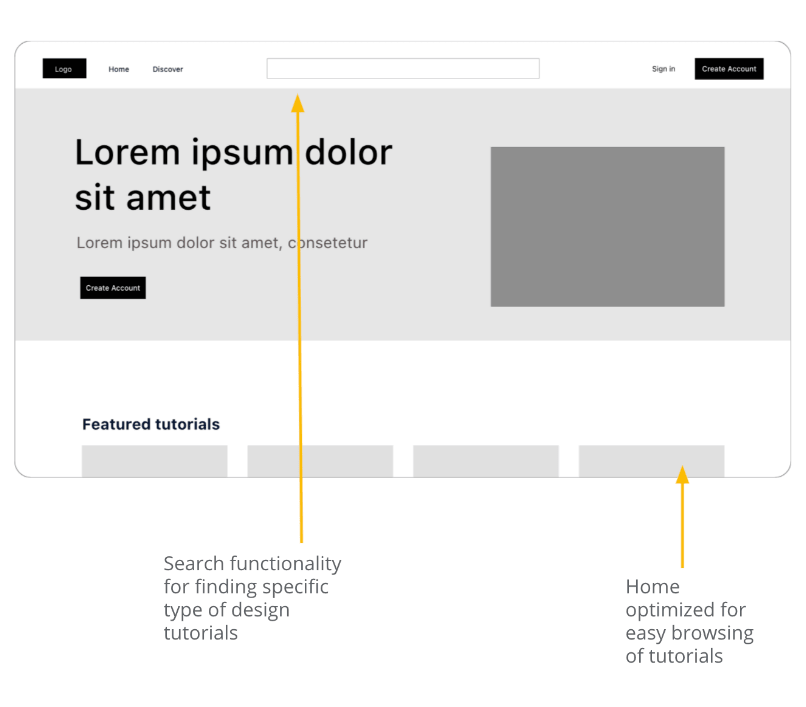 Logo
Home
Discover
Sign in
Create Account
Lorem ipsum dolor
sit amet
Lorem ipsum dolor sit amet, consetetur
Create Account
Featured tutorials
Search functionality
for finding specific
type of design
tutorials
Home
optimized for
easy browsing
of tutorials